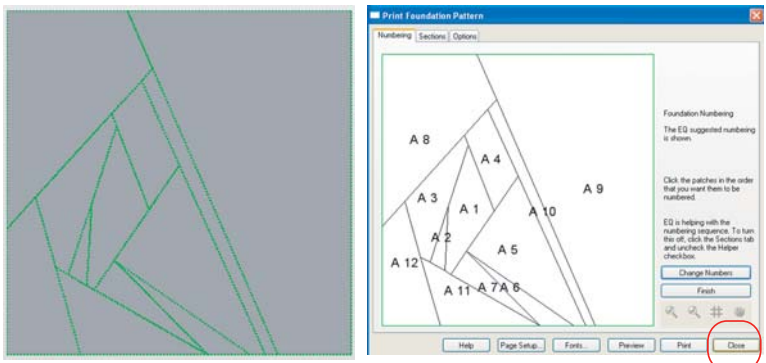 Print Foundation Pattern
Numbering Sections Options
A 8
A 4
A 9
A 3
A 1
A 10
A 2
A 5
A 12
A 11 A 7 A 6
Foundation Numbering
The EQ suggested numbering
is shown.
Click the patches in the order
that you want them to be
numbered.
EQ is helping with the
numbering sequence. To turn
this off, click the Sections tab
and uncheck the Helper
checkbox.
Change Numbers
Finish
Help Page Setup... Fonts... Preview Print Close